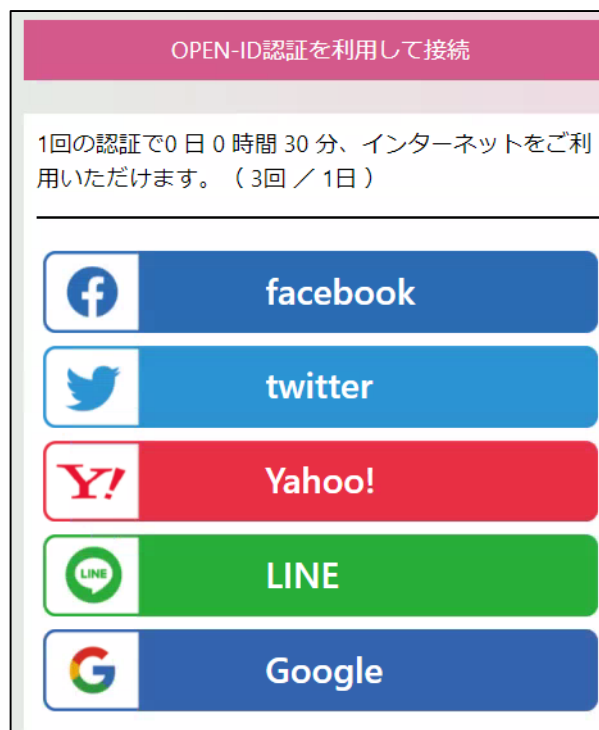 OPEN-ID認証を利用して接続
1回の認証で0 日 0 時間 30 分、インターネットをご利
用いただけます。（ 3回 ／ 1日 ）
facebook
twitter
Y! Yahoo!
LINE LINE
Google